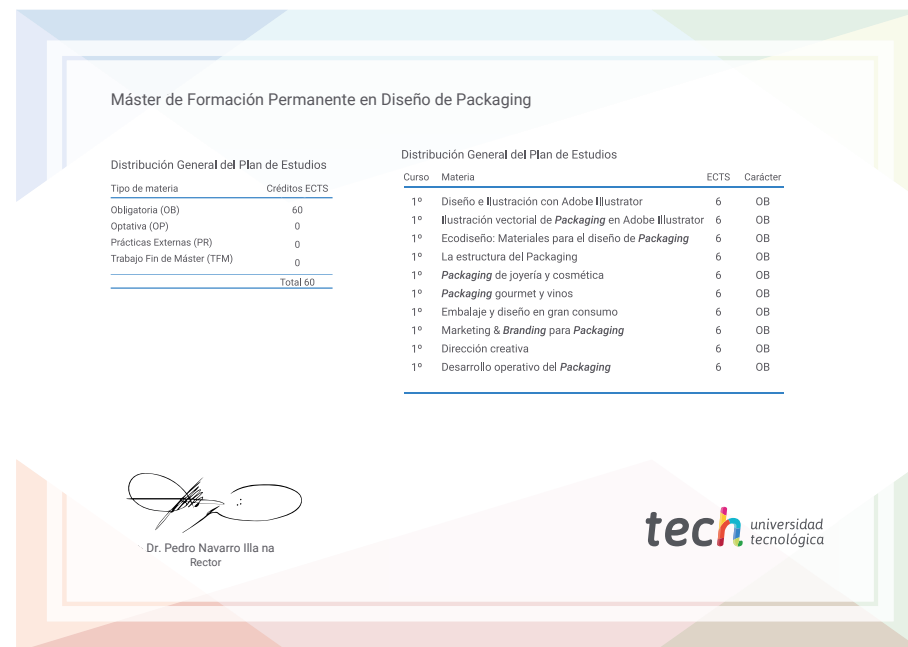 Máster de Formación Permanente en Diseño de Packaging
Distribución General del Plan de Estudios
Tipo de materia Créditos ECTS
Obligatoria (OB) 60
Optativa (OP) 0
Prácticas Externas (PR) 0
Trabajo Fin de Máster (TFM) 0
Total 60
Distribución General del Plan de Estudios
Curso Materia ECTS Carácter
1º Diseño e Ilustración con Adobe Illustrator 6 OB
1º Ilustración vectorial de Packaging en Adobe Illustrator 6 OB
1º Ecodiseño: Materiales para el diseño de Packaging 6 OB
1º La estructura del Packaging 6 OB
1º Packaging de joyería y cosmética 6 OB
1º Packaging gourmet y vinos 6 OB
1º Embalaje y diseño en gran consumo 6 OB
1º Marketing & Branding para Packaging 6 OB
1º Dirección creativa 6 OB
1º Desarrollo operativo del Packaging 6 OB
Dr. Pedro Navarro Illa na
Rector
tech universidad
tecnológica